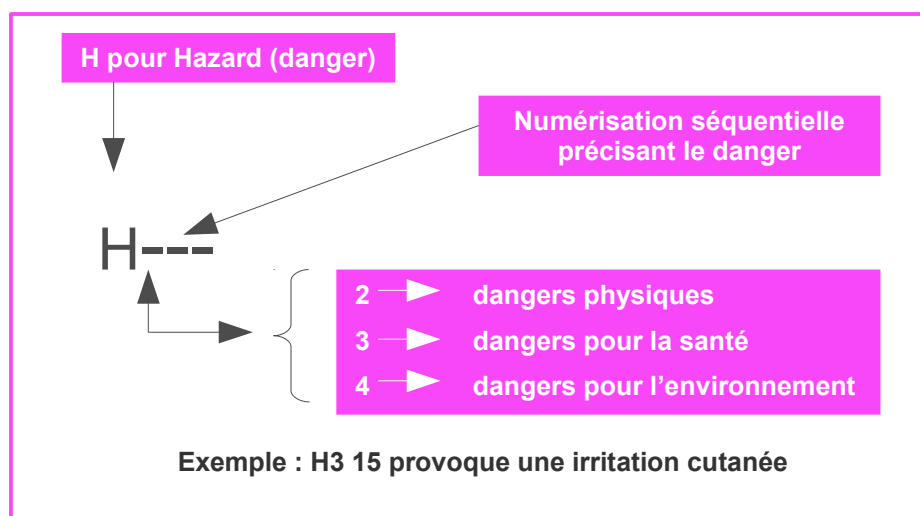 H pour Hazard (danger)
Numérisation séquentielle
précisant le danger
H---
2 dangers physiques
3 dangers pour la santé
4 dangers pour l'environnement
Exemple : H3 15 provoque une irritation cutanée